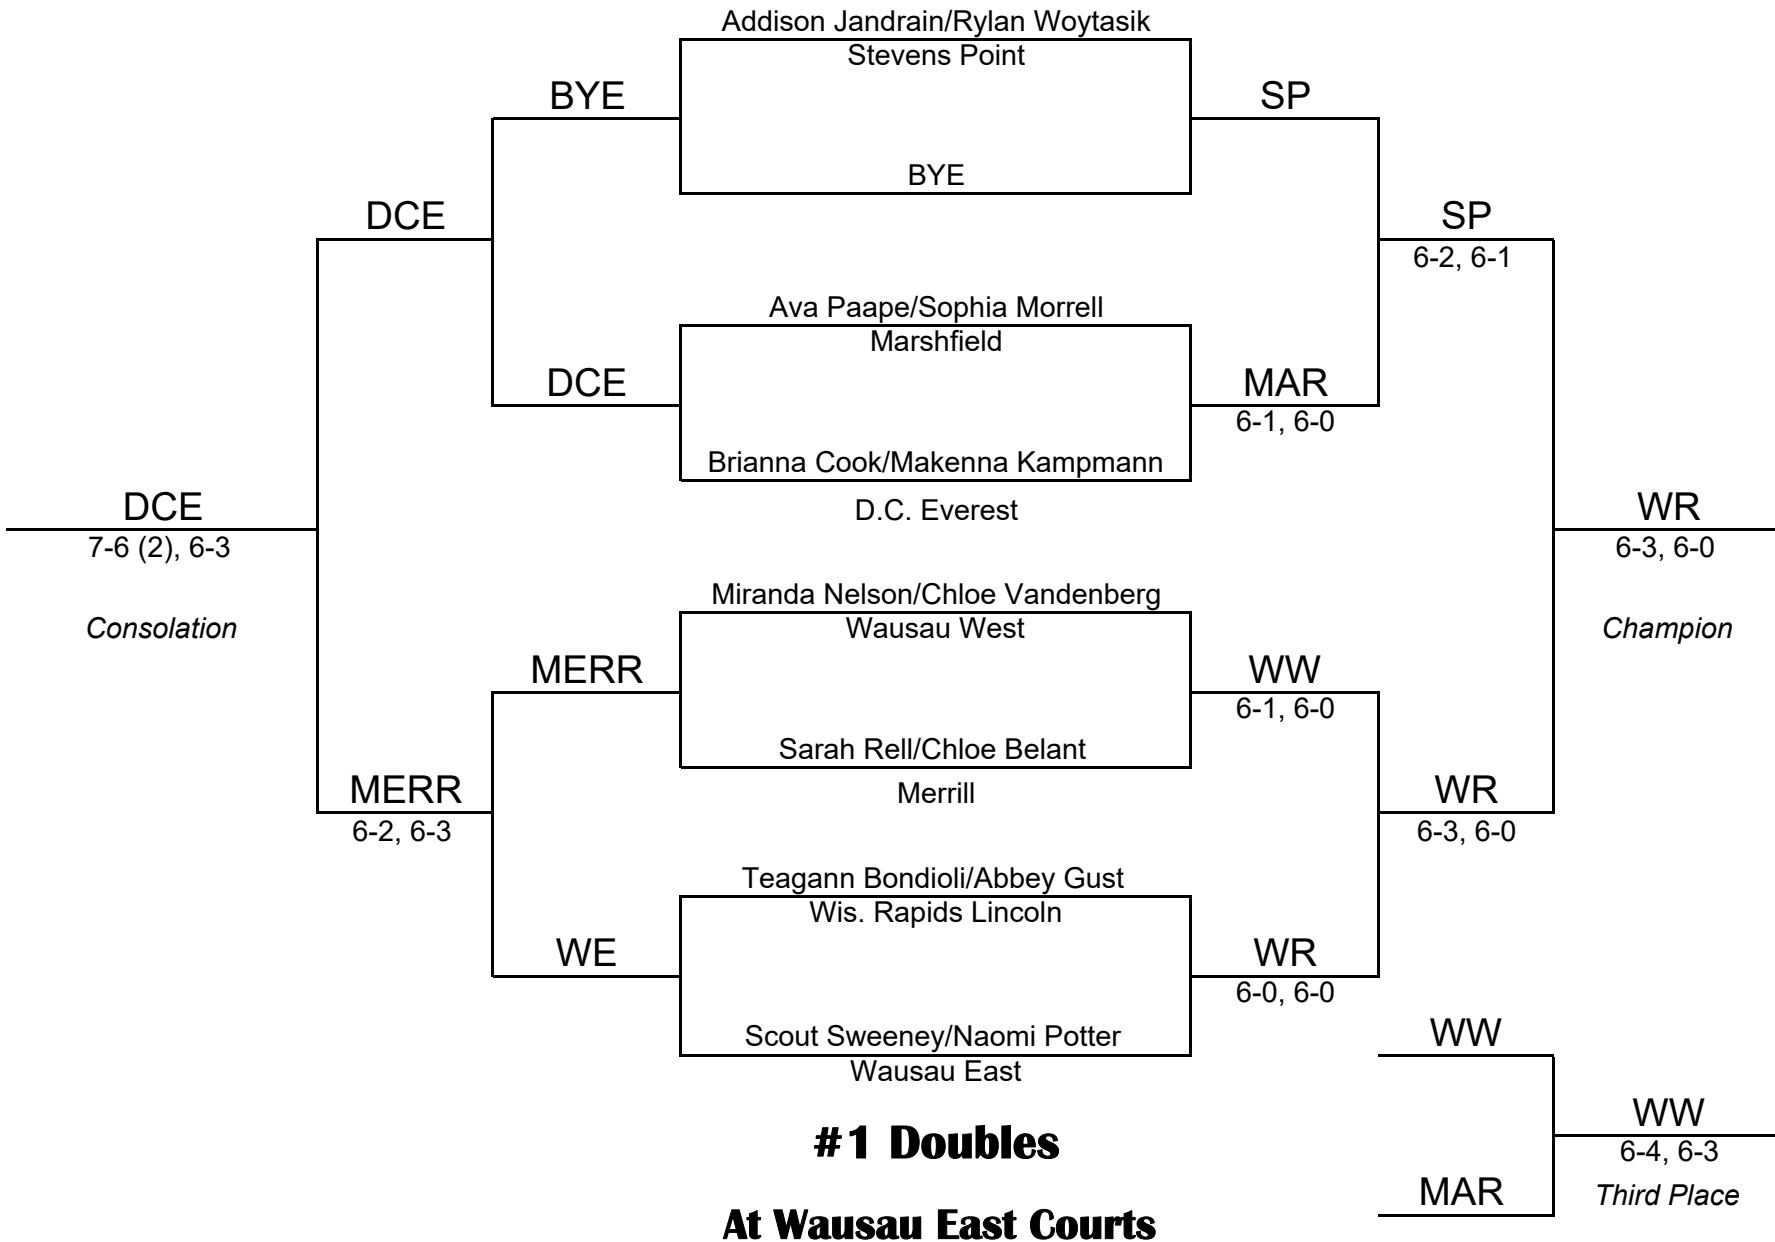 Addison Jandrain/Rylan Woytasik
Stevens Point
BYE
SP
BYE
DCE
SP
6-2, 6-1
Ava Paape/Sophia Morrell
Marshfield
DCE
MAR
6-1, 6-0
Brianna Cook/Makenna Kampmann
D.C. Everest
DCE
7-6 (2), 6-3
Consolation
WR
6-3, 6-0
Champion
Miranda Nelson/Chloe Vandenberg
Wausau West
MERR
WW
6-1, 6-0
Sarah Rell/Chloe Belant
Merrill
MERR
6-2, 6-3
WR
6-3, 6-0
Teagann Bondioli/Abbey Gust
Wis. Rapids Lincoln
WE
WR
6-0, 6-0
Scout Sweeney/Naomi Potter
Wausau East
WW
WW
6-4, 6-3
Third Place
MAR
#1 Doubles
At Wausau East Courts